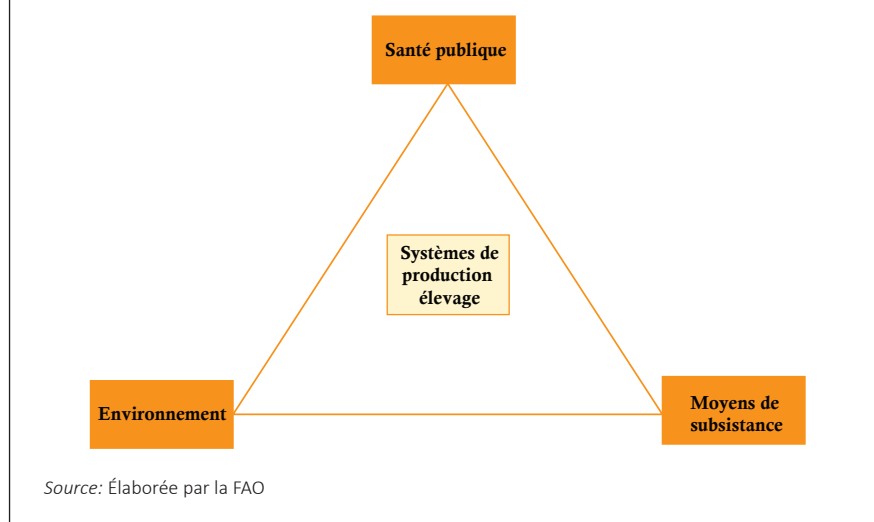 Santé publique
Systèmes de
production
élevage
Environnement
Moyens de
subsistance
Source: Élaborée par la FAO